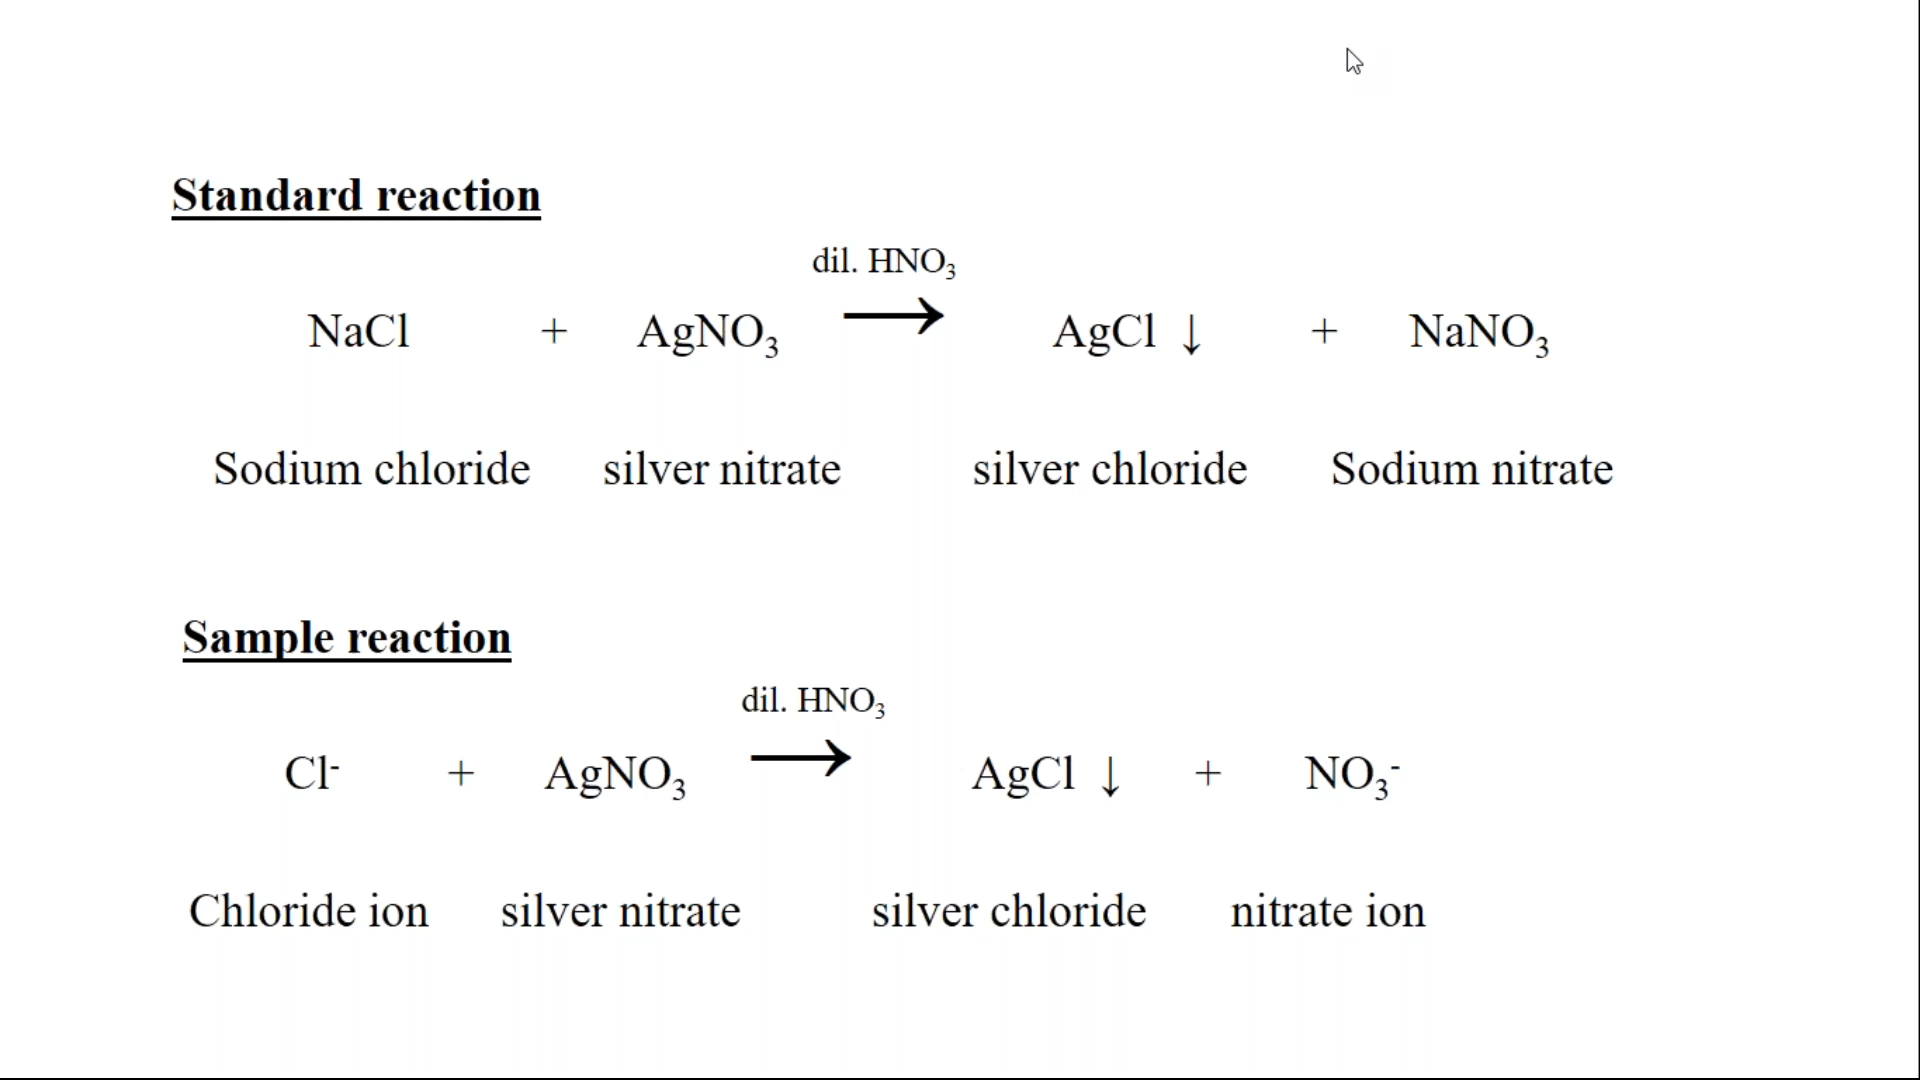 Standard reaction
dil. HNO₃
NaCl + AgNO₃ ⟶ AgCl ↓ + NaNO₃
Sodium chloride silver nitrate silver chloride Sodium nitrate
Sample reaction
dil. HNO₃
Cl⁻ + AgNO₃ ⟶ AgCl ↓ + NO₃⁻
Chloride ion silver nitrate silver chloride nitrate ion